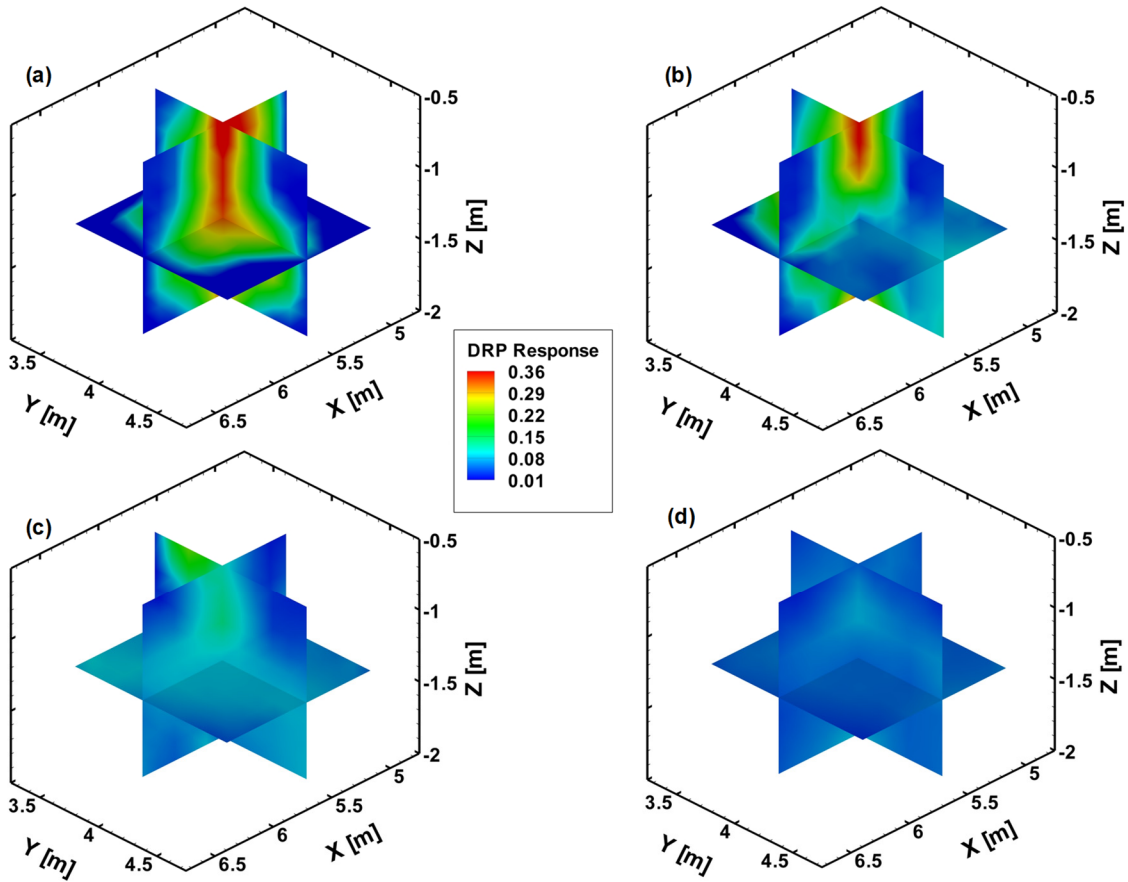 (a)
-0.5
-1
-1.5
-2
Z [m]
3.5
4
4.5
Y [m]
5
5.5
6
6.5
X [m]
(b)
-0.5
-1
-1.5
-2
Z [m]
3.5
4
4.5
Y [m]
5
5.5
6
6.5
X [m]
DRP Response
0.36
0.29
0.22
0.15
0.08
0.01
(c)
-0.5
-1
-1.5
-2
Z [m]
3.5
4
4.5
Y [m]
5
5.5
6
6.5
X [m]
(d)
-0.5
-1
-1.5
-2
Z [m]
3.5
4
4.5
Y [m]
5
5.5
6
6.5
X [m]